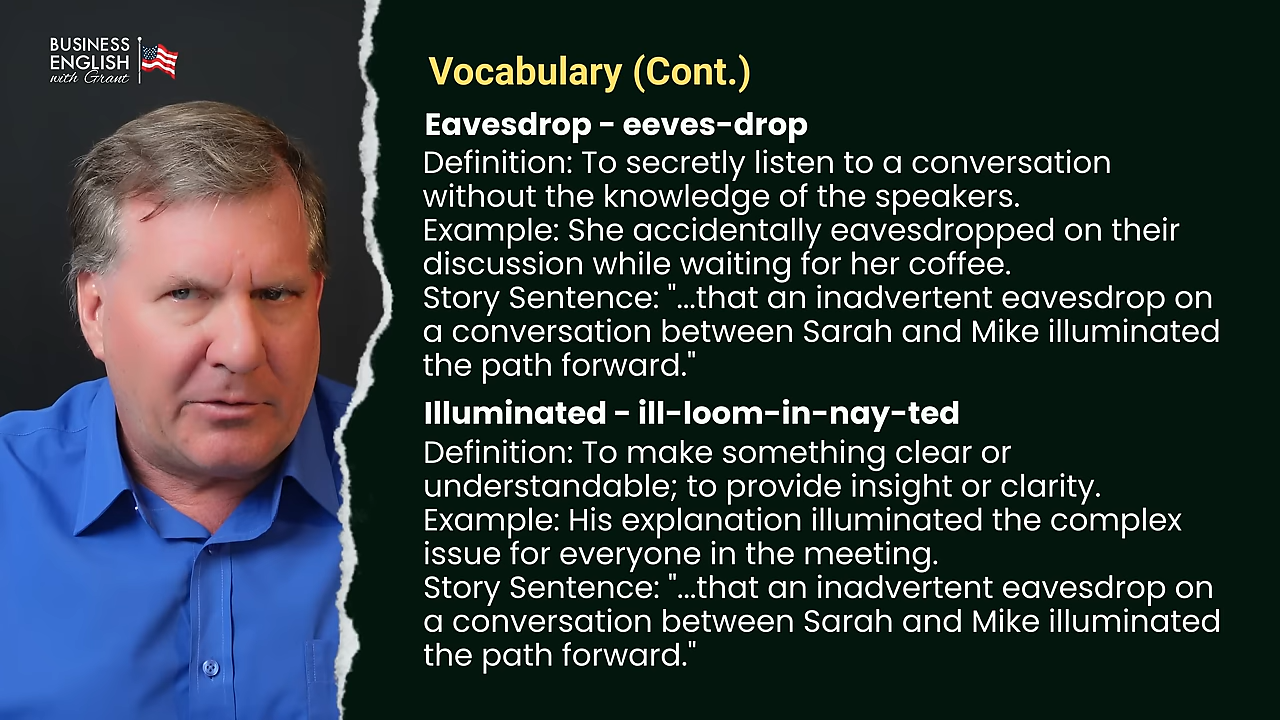 BUSINESS
ENGLISH
with Grant
Vocabulary (Cont.)
Eavesdrop - eeves-drop
Definition: To secretly listen to a conversation
without the knowledge of the speakers.
Example: She accidentally eavesdropped on their
discussion while waiting for her coffee.
Story Sentence: "...that an inadvertent eavesdrop on
a conversation between Sarah and Mike illuminated
the path forward."
Illuminated - ill-loom-in-nay-ted
Definition: To make something clear or
understandable; to provide insight or clarity.
Example: His explanation illuminated the complex
issue for everyone in the meeting.
Story Sentence: "...that an inadvertent eavesdrop on
a conversation between Sarah and Mike illuminated
the path forward."